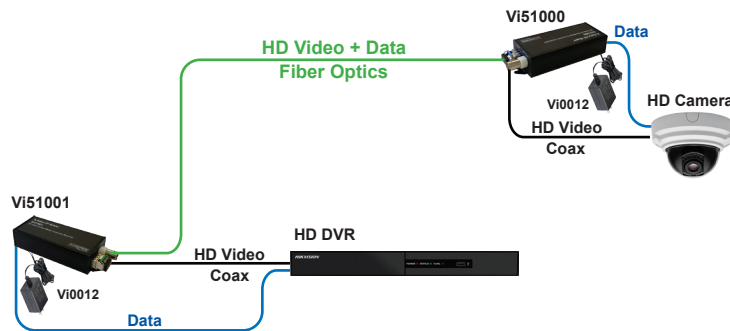 Vi51000
HD Video + Data
Fiber Optics
Data
Vi0012
HD Camera
HD Video
Coax
Vi51001
HD DVR
HIKVISION
HD Video
Coax
Vi0012
Data